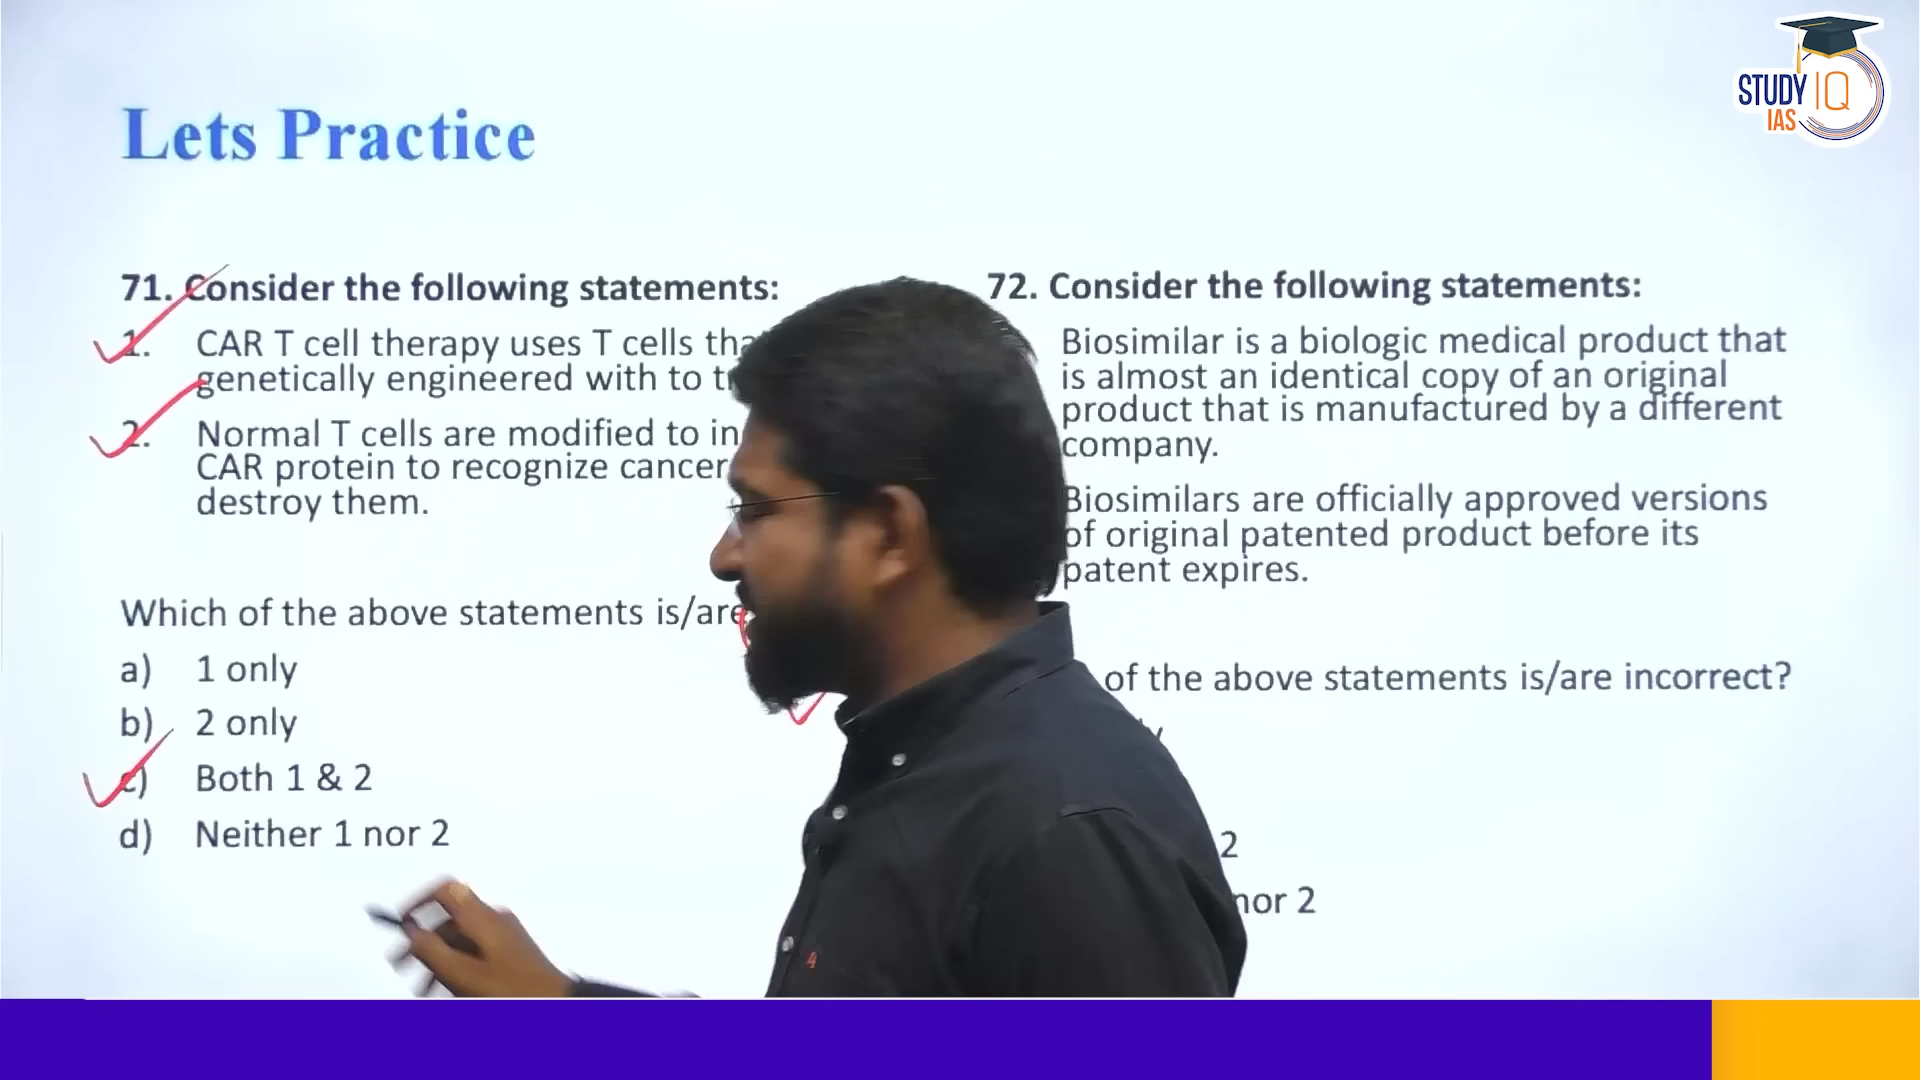 STUDY IQ
IAS
Lets Practice
71. Consider the following statements:
1. CAR T cell therapy uses T cells
genetically engineered with to
2. Normal T cells are modified to
CAR protein to recognize cancer
destroy them.
Which of the above statements is/are
a) 1 only
b) 2 only
c) Both 1 & 2
d) Neither 1 nor 2
72. Consider the following statements:
Biosimilar is a biologic medical product that
is almost an identical copy of an original
product that is manufactured by a different
company.
Biosimilars are officially approved versions
of original patented product before its
patent expires.
of the above statements is/are incorrect?
2
nor 2